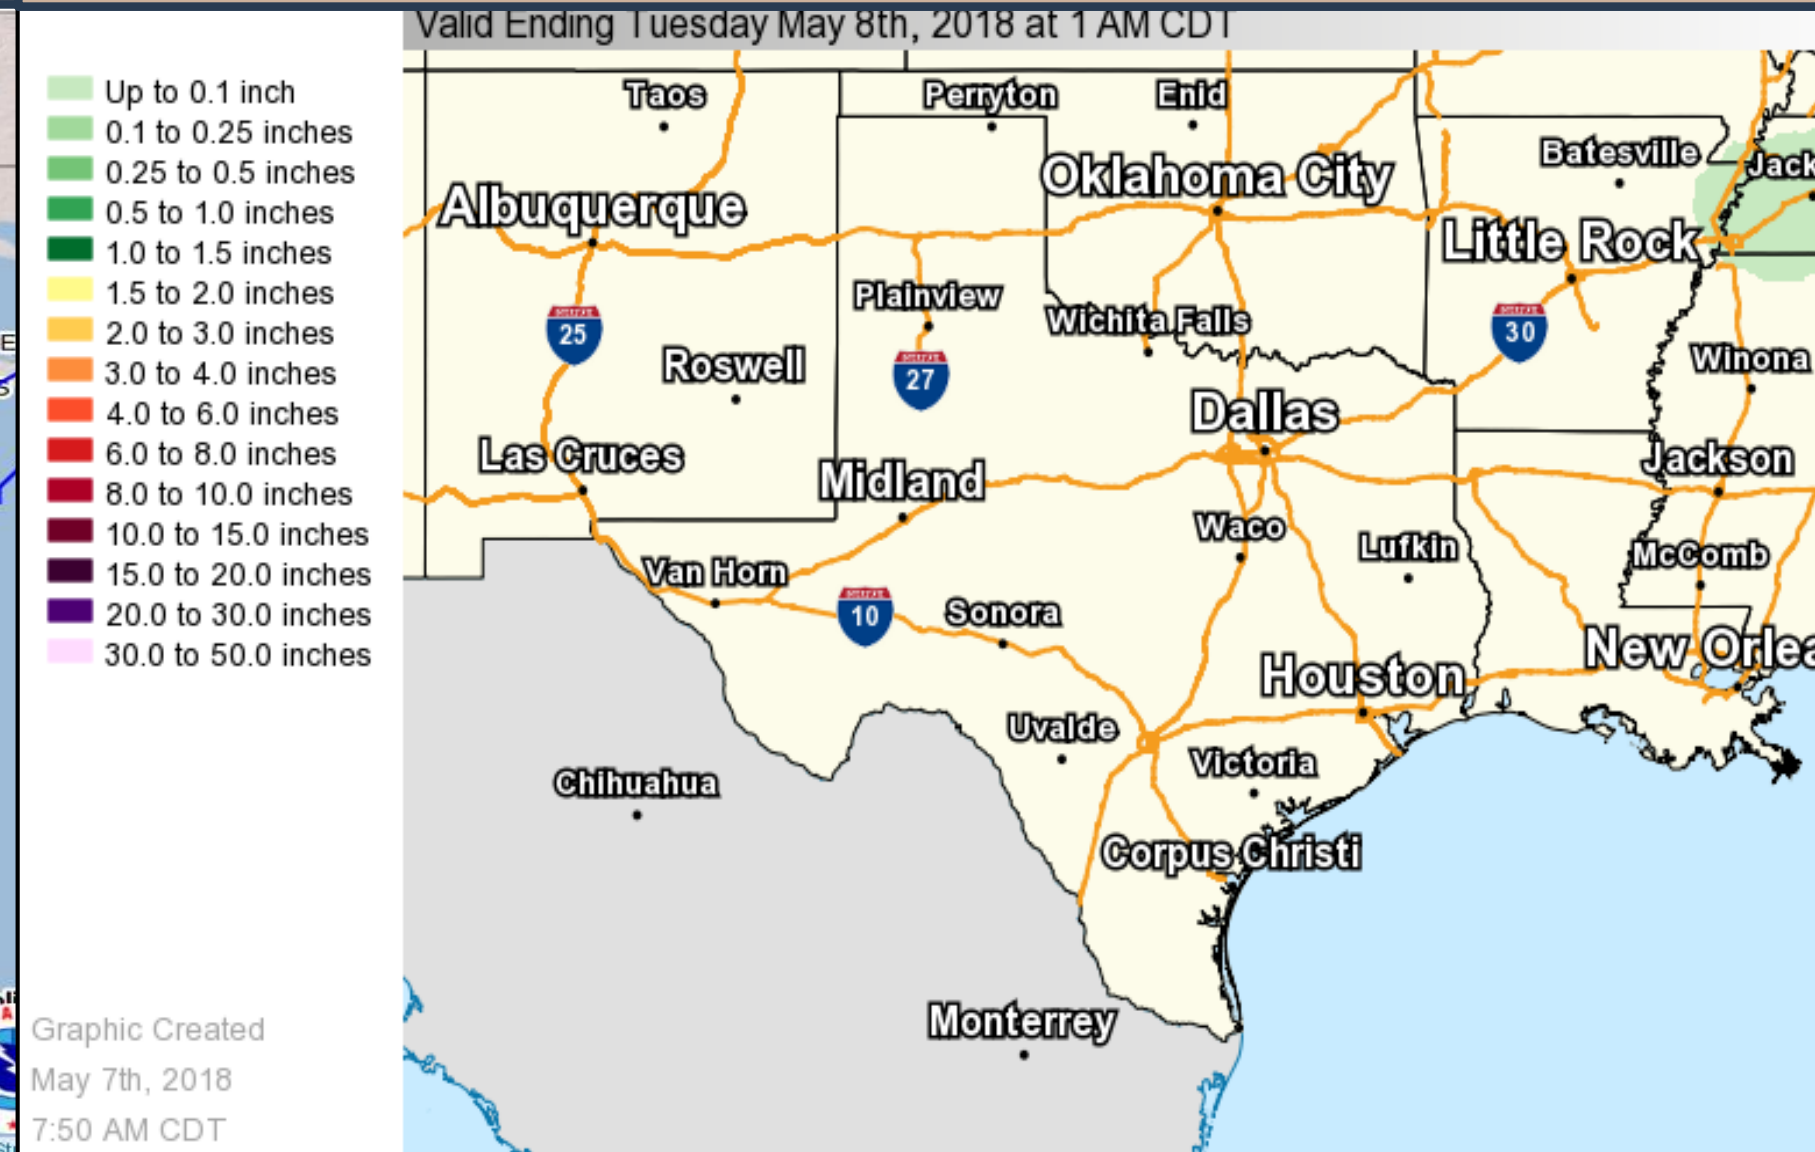 Valid Ending Tuesday May 8th, 2018 at 1 AM CDT
Up to 0.1 inch
0.1 to 0.25 inches
0.25 to 0.5 inches
0.5 to 1.0 inches
1.0 to 1.5 inches
1.5 to 2.0 inches
2.0 to 3.0 inches
3.0 to 4.0 inches
4.0 to 6.0 inches
6.0 to 8.0 inches
8.0 to 10.0 inches
10.0 to 15.0 inches
15.0 to 20.0 inches
20.0 to 30.0 inches
30.0 to 50.0 inches
Graphic Created
May 7th, 2018
7:50 AM CDT
Taos
Perryton
Enid
Batesville
Jack
Oklahoma City
Albuquerque
Little Rock
Plainview
Wichita Falls
25
30
Roswell
27
Winona
Dallas
Las Cruces
Midland
Jackson
Waco
Lufkin
McComb
Van Horn
10
Sonora
New Orlea
Houston
Uvalde
Victoria
Chihuahua
Corpus Christi
Monterrey